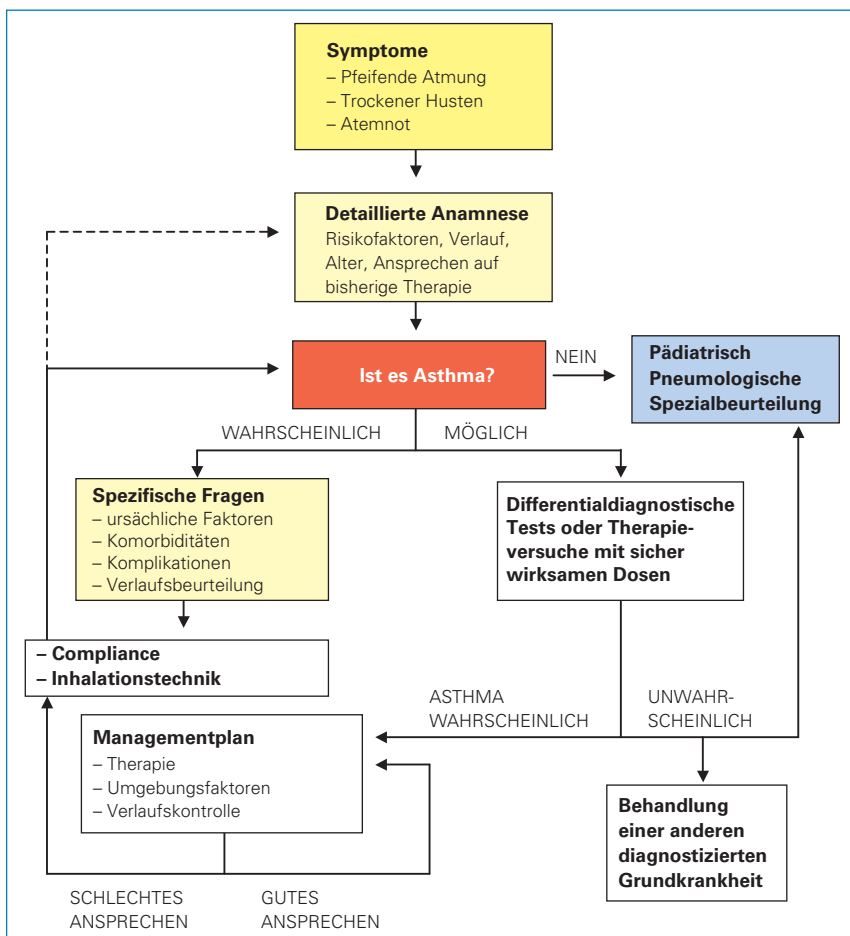 Symptome
– Pfeifende Atmung
– Trockener Husten
– Atemnot
Detaillierte Anamnese
Risikofaktoren, Verlauf,
Alter, Ansprechen auf
bisherige Therapie
Ist es Asthma?
NEIN
Pädiatrisch
Pneumologische
Spezialbeurteilung
WAHRSCHEINLICH
MÖGLICH
Spezifische Fragen
– ursächliche Faktoren
– Komorbiditäten
– Komplikationen
– Verlaufsbeurteilung
Differentialdiagnostische
Tests oder Therapie-
versuche mit sicher
wirksamen Dosen
– Compliance
– Inhalationstechnik
ASTHMA
WAHRSCHEINLICH
UNWAHR-
SCHEINLICH
Managementplan
– Therapie
– Umgebungsfaktoren
– Verlaufskontrolle
Behandlung
einer anderen
diagnostizierten
Grundkrankheit
SCHLECHTES
ANSPRECHEN
GUTES
ANSPRECHEN